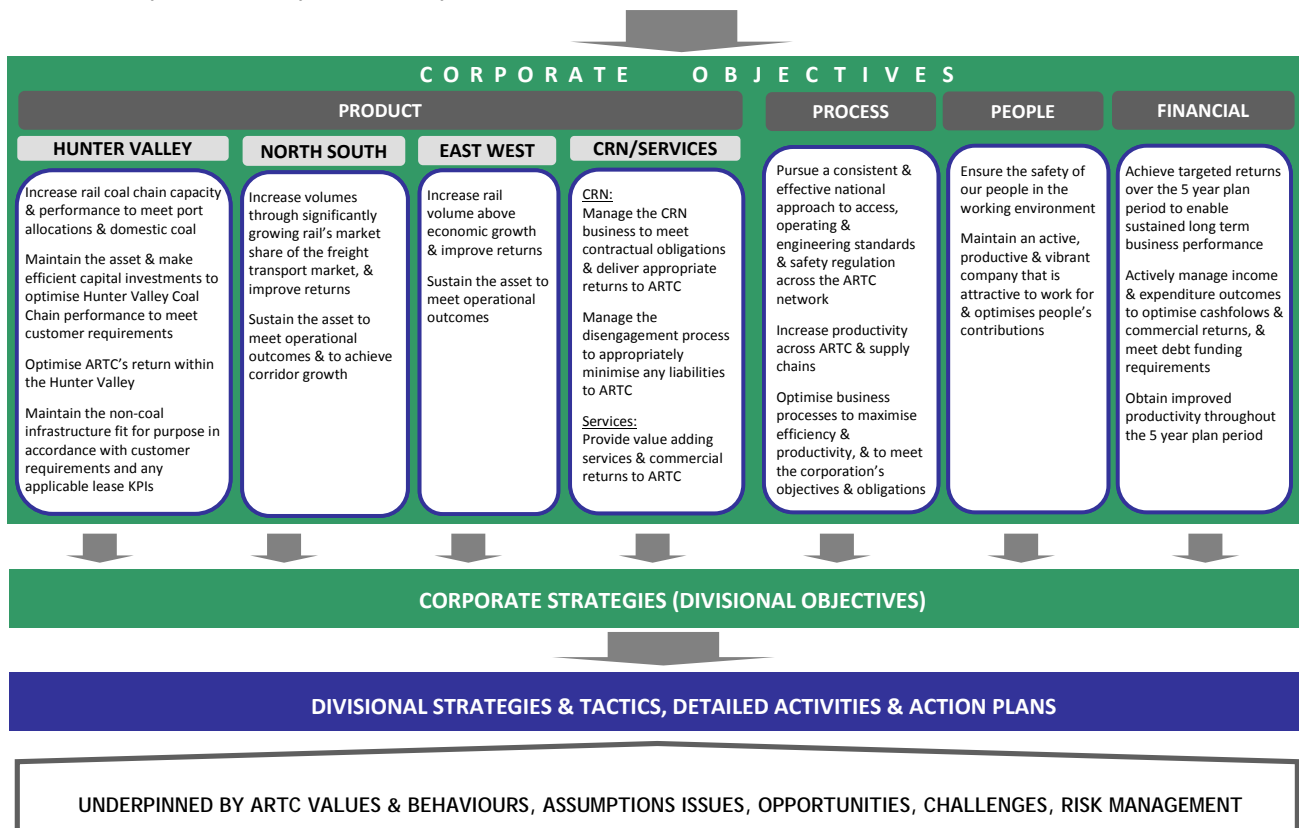 CORPORATE OBJECTIVES
PRODUCT
HUNTER VALLEY
Increase rail coal chain capacity
& performance to meet port
allocations & domestic coal
Maintain the asset & make
efficient capital investments to
optimise Hunter Valley Coal
Chain performance to meet
customer requirements
Optimise ARTC's return within
the Hunter Valley
Maintain the non-coal
infrastructure fit for purpose in
accordance with customer
requirements and any
applicable lease KPIs
NORTH SOUTH
Increase volumes
through significantly
growing rail's market
share of the freight
transport market, &
improve returns
Sustain the asset to
meet operational
outcomes & to achieve
corridor growth
EAST WEST
Increase rail
volume above
economic growth
& improve returns
Sustain the asset to
meet operational
outcomes
CRN/SERVICES
CRN:
Manage the CRN
business to meet
contractual obligations
& deliver appropriate
returns to ARTC
Manage the
disengagement process
to appropriately
minimise any liabilities
to ARTC
Services:
Provide value adding
services & commercial
returns to ARTC
PROCESS
Pursue a consistent &
effective national
approach to access,
operating &
engineering standards
& safety regulation
across the ARTC
network
Increase productivity
across ARTC & supply
chains
Optimise business
processes to maximise
efficiency &
productivity, & to meet
the corporation's
objectives & obligations
PEOPLE
Ensure the safety of
our people in the
working environment
Maintain an active,
productive & vibrant
company that is
attractive to work for
& optimises people's
contributions
FINANCIAL
Achieve targeted returns
over the 5 year plan
period to enable
sustained long term
business performance
Actively manage income
& expenditure outcomes
to optimise cashfolows &
commercial returns, &
meet debt funding
requirements
Obtain improved
productivity throughout
the 5 year plan period
CORPORATE STRATEGIES (DIVISIONAL OBJECTIVES)
DIVISIONAL STRATEGIES & TACTICS, DETAILED ACTIVITIES & ACTION PLANS
UNDERPINNED BY ARTC VALUES & BEHAVIOURS, ASSUMPTIONS ISSUES, OPPORTUNITIES, CHALLENGES, RISK MANAGEMENT